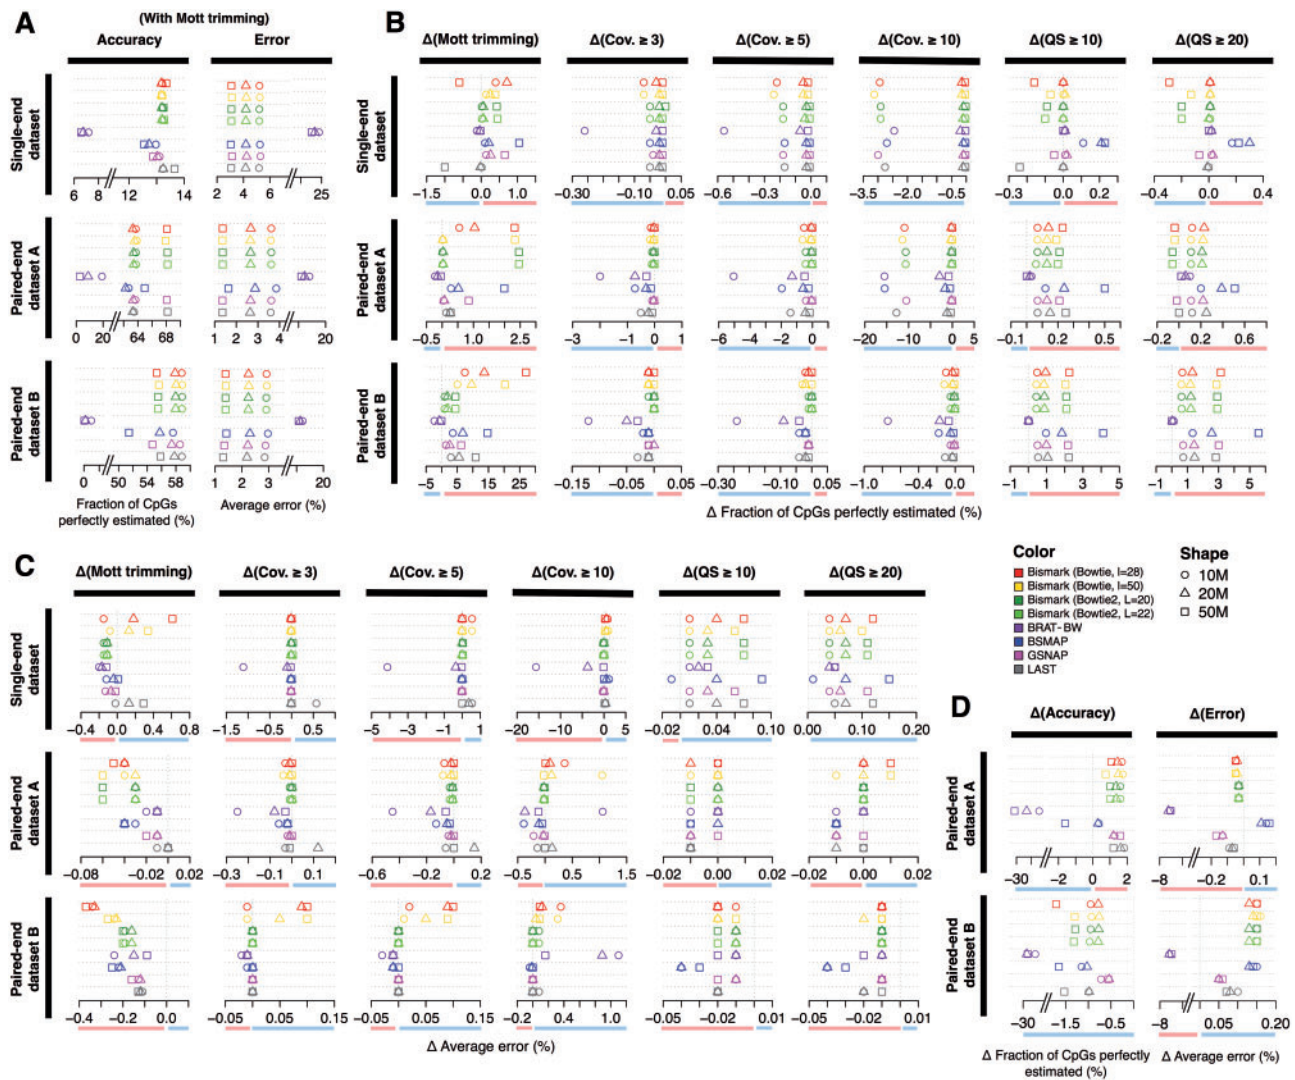 A
(With Mott trimming)
Accuracy
Error
Single-end
dataset
6 8 12 14
2 4 6 25
Paired-end
dataset A
0 20 64 68
1 2 3 4 20
Paired-end
dataset B
0 50 54 58
1 2 3 20
Fraction of CpGs
perfectly estimated (%)
Average error (%)
B
Δ(Mott trimming)
Δ(Cov. ≥ 3)
Δ(Cov. ≥ 5)
Δ(Cov. ≥ 10)
Δ(QS ≥ 10)
Δ(QS ≥ 20)
Single-end
dataset
−1.5 0.0 1.0
−0.30 −0.10 0.05
−0.6 −0.3 0.0
−3.5 −2.0 −0.5
−0.3 0.0 0.2
−0.4 0.0 0.4
Paired-end
dataset A
−0.5 1.0 2.5
−3 −1 0 1
−6 −4 −2 0
−20 −10 0 5
−0.1 0.2 0.5
−0.2 0.2 0.6
Paired-end
dataset B
−5 5 15 25
−0.15 −0.05 0.05
−0.30 −0.15 0.05
−1.0 −0.4 0.0
−1 1 3 5
−1 1 3 5
Δ Fraction of CpGs perfectly estimated (%)
C
Δ(Mott trimming)
Δ(Cov. ≥ 3)
Δ(Cov. ≥ 5)
Δ(Cov. ≥ 10)
Δ(QS ≥ 10)
Δ(QS ≥ 20)
Single-end
dataset
−0.4 0.0 0.4 0.8
−1.5 −0.5 0.5
−5 −3 −1 1
−20 −10 0 5
−0.02 0.04 0.10
0.00 0.10 0.20
Paired-end
dataset A
−0.08 −0.02 0.02
−0.3 −0.1 0.1
−0.6 −0.2 0.2
−0.5 0.5 1.5
−0.02 0.00 0.02
−0.02 0.00 0.02
Paired-end
dataset B
−0.4 −0.2 0.0
−0.05 0.05 0.15
−0.05 0.05 0.15
−0.2 0.4 1.0
−0.05 −0.02 0.01
−0.05 −0.02 0.01
Δ Average error (%)
Color
Bismark (Bowtie, l=28)
Bismark (Bowtie, l=50)
Bismark (Bowtie2, L=20)
Bismark (Bowtie2, L=22)
BRAT-BW
BSMAP
GSNAP
LAST
Shape
10M
20M
50M
D
Δ(Accuracy)
Δ(Error)
Paired-end
dataset A
−30 −2 0 2
−8 −0.2 0.1
Paired-end
dataset B
−30 −1.5 −0.5
−8 0.05 0.20
Δ Fraction of CpGs perfectly
estimated (%)
Δ Average error (%)